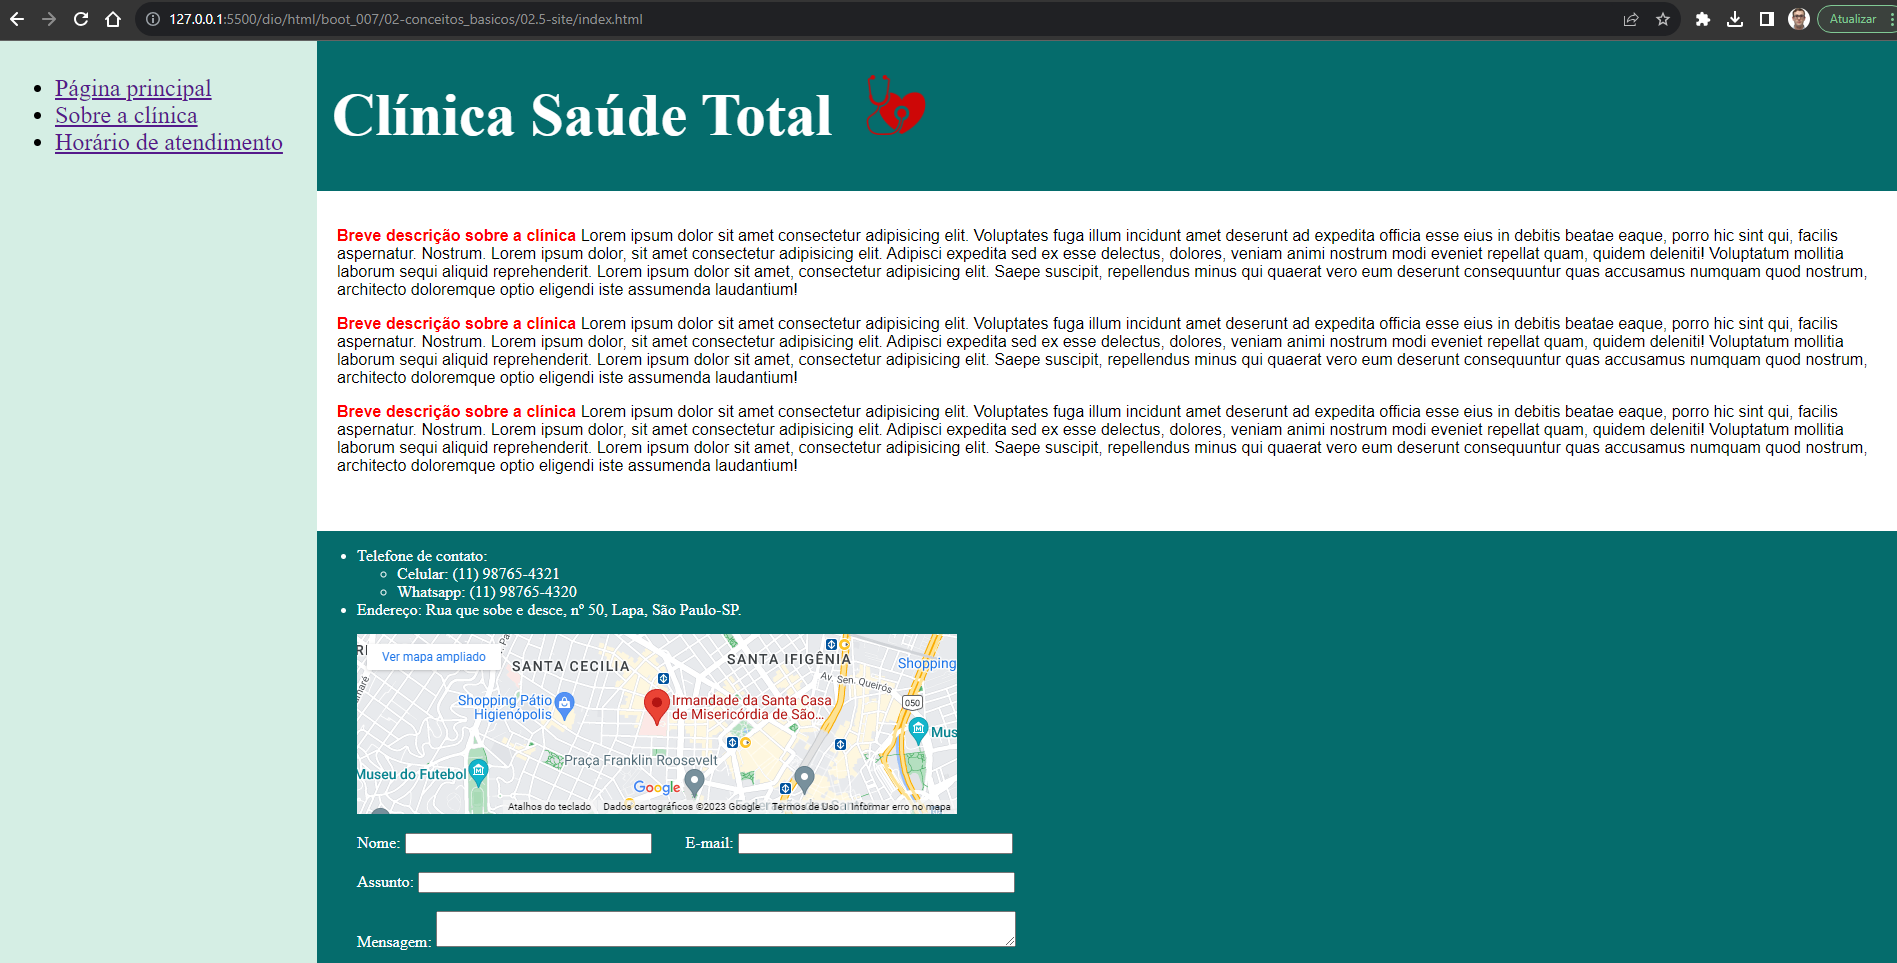 127.0.0.1:5500/dio/html/boot_007/02-conceitos_basicos/02.5-site/index.html
Atualizar
Página principal
Sobre a clínica
Horário de atendimento
Clínica Saúde Total
Breve descrição sobre a clínica Lorem ipsum dolor sit amet consectetur adipisicing elit. Voluptates fuga illum incidunt amet deserunt ad expedita officia esse eius in debitis beatae eaque, porro hic sint qui, facilis
aspernatur. Nostrum. Lorem ipsum dolor, sit amet consectetur adipisicing elit. Adipisci expedita sed ex esse delectus, dolores, veniam animi nostrum modi eveniet repellat quam, quidem deleniti! Voluptatum mollitia
laborum sequi aliquid reprehenderit. Lorem ipsum dolor sit amet, consectetur adipisicing elit. Saepe suscipit, repellendus minus qui quaerat vero eum deserunt consequuntur quas accusamus numquam quod nostrum,
architecto doloremque optio eligendi iste assumenda laudantium!
Breve descrição sobre a clínica Lorem ipsum dolor sit amet consectetur adipisicing elit. Voluptates fuga illum incidunt amet deserunt ad expedita officia esse eius in debitis beatae eaque, porro hic sint qui, facilis
aspernatur. Nostrum. Lorem ipsum dolor, sit amet consectetur adipisicing elit. Adipisci expedita sed ex esse delectus, dolores, veniam animi nostrum modi eveniet repellat quam, quidem deleniti! Voluptatum mollitia
laborum sequi aliquid reprehenderit. Lorem ipsum dolor sit amet, consectetur adipisicing elit. Saepe suscipit, repellendus minus qui quaerat vero eum deserunt consequuntur quas accusamus numquam quod nostrum,
architecto doloremque optio eligendi iste assumenda laudantium!
Breve descrição sobre a clínica Lorem ipsum dolor sit amet consectetur adipisicing elit. Voluptates fuga illum incidunt amet deserunt ad expedita officia esse eius in debitis beatae eaque, porro hic sint qui, facilis
aspernatur. Nostrum. Lorem ipsum dolor, sit amet consectetur adipisicing elit. Adipisci expedita sed ex esse delectus, dolores, veniam animi nostrum modi eveniet repellat quam, quidem deleniti! Voluptatum mollitia
laborum sequi aliquid reprehenderit. Lorem ipsum dolor sit amet, consectetur adipisicing elit. Saepe suscipit, repellendus minus qui quaerat vero eum deserunt consequuntur quas accusamus numquam quod nostrum,
architecto doloremque optio eligendi iste assumenda laudantium!
Telefone de contato:
Celular: (11) 98765-4321
Whatsapp: (11) 98765-4320
Endereço: Rua que sobe e desce, nº 50, Lapa, São Paulo-SP.
Ver mapa ampliado
SANTA CECILIA
SANTA IFIGÊNIA
Shopping
Av. Sen. Queirós
050
Shopping Pátio
Higienópolis
Irmandade da Santa Casa
de Misericórdia de São...
Mus
Praça Franklin Roosevelt
Museu do Futebol
Google
Atalhos do teclado
Dados cartográficos ©2023 Google
Termos de Uso
Informar erro no mapa
Nome:
E-mail:
Assunto:
Mensagem: